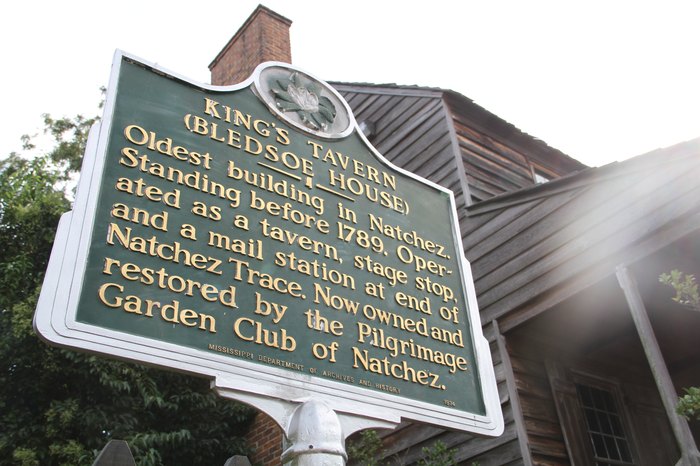 KING'S TAVERN
(BLEDSOE HOUSE)
Oldest building in Natchez.
Standing before 1789. Oper-
ated as a tavern, stage stop,
and a mail station at end of
Natchez Trace. Now owned and
restored by the Pilgrimage
Garden Club of Natchez.
MISSISSIPPI DEPARTMENT OF ARCHIVES AND HISTORY